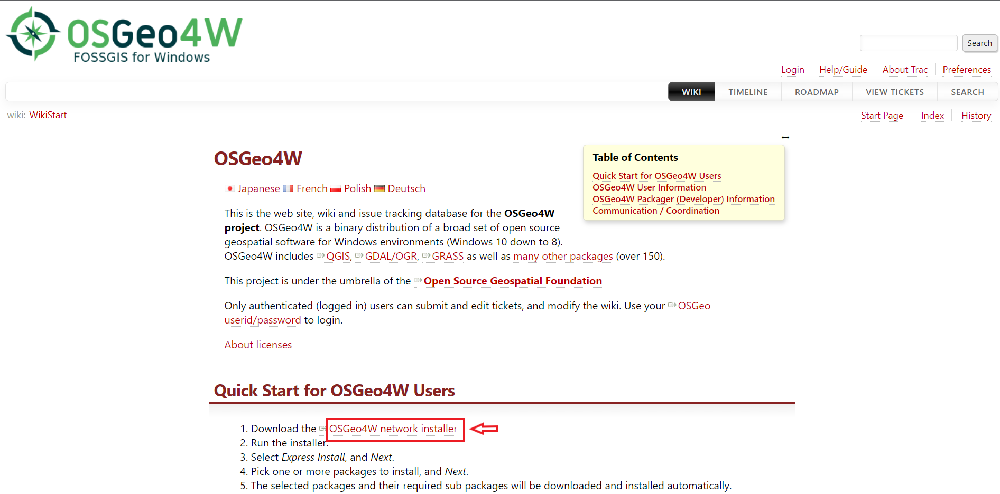 OSGeo4W
FOSSGIS for Windows
Search
Login Help/Guide About Trac Preferences
WIKI TIMELINE ROADMAP VIEW TICKETS SEARCH
wiki: WikiStart
Start Page Index History
OSGeo4W
Japanese French Polish Deutsch
Table of Contents
Quick Start for OSGeo4W Users
OSGeo4W User Information
OSGeo4W Packager (Developer) Information
Communication / Coordination
This is the web site, wiki and issue tracking database for the OSGeo4W
project. OSGeo4W is a binary distribution of a broad set of open source
geospatial software for Windows environments (Windows 10 down to 8).
OSGeo4W includes QGIS, GDAL/OGR, GRASS as well as many other packages (over 150).
This project is under the umbrella of the Open Source Geospatial Foundation
Only authenticated (logged in) users can submit and edit tickets, and modify the wiki. Use your OSGeo
userid/password to login.
About licenses
Quick Start for OSGeo4W Users
1. Download the OSGeo4W network installer
2. Run the installer.
3. Select Express Install, and Next.
4. Pick one or more packages to install, and Next.
5. The selected packages and their required sub packages will be downloaded and installed automatically.